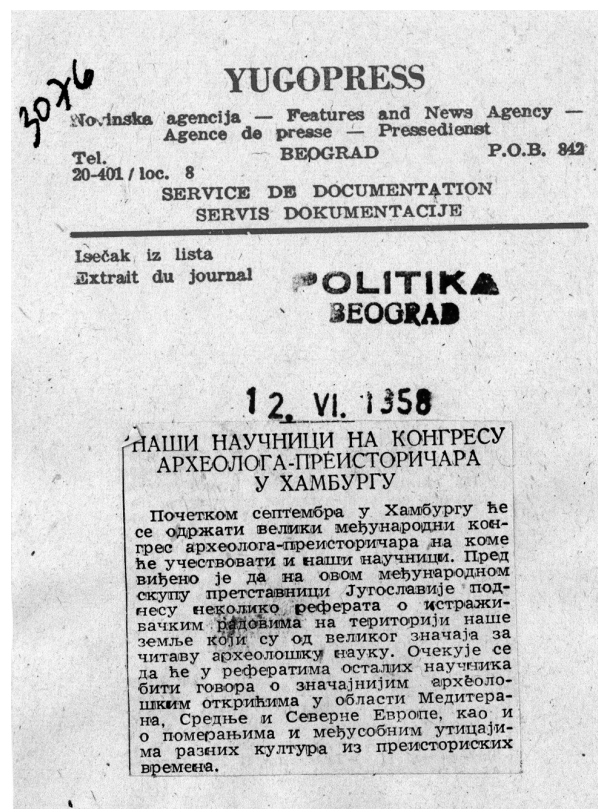 3076
YUGOPRESS
Novinska agencija — Features and News Agency —
Agence de presse — Pressedienst
Tel. BEOGRAD P.O.B. 842
20-401 / loc. 8
SERVICE DE DOCUMENTATION
SERVIS DOKUMENTACIJE
Isečak iz lista
Extrait du journal
POLITIKA
BEOGRAD
12. VI. 1958
НАШИ НАУЧНИЦИ НА КОНГРЕСУ
АРХЕОЛОГА-ПРЕИСТОРИЧАРА
У ХАМБУРГУ
Почетком септембра у Хамбургу ће
се одржати велики међународни кон-
грес археолога-преисторичара на коме
ће учествовати и наши научници. Пред
виђено је да на овом међународном
скупу претставници Југославије под-
несу неколико реферата о истражи-
вачким радовима на територији наше
земље који су од великог значаја за
читаву археолошку науку. Очекује се
да ће у рефератима осталих научника
бити говора о значајнијим археоло-
шким открићима у области Медитера-
на, Средње и Северне Европе, као и
о померањима и међусобним утицаји-
ма разних култура из преисториских
времена.